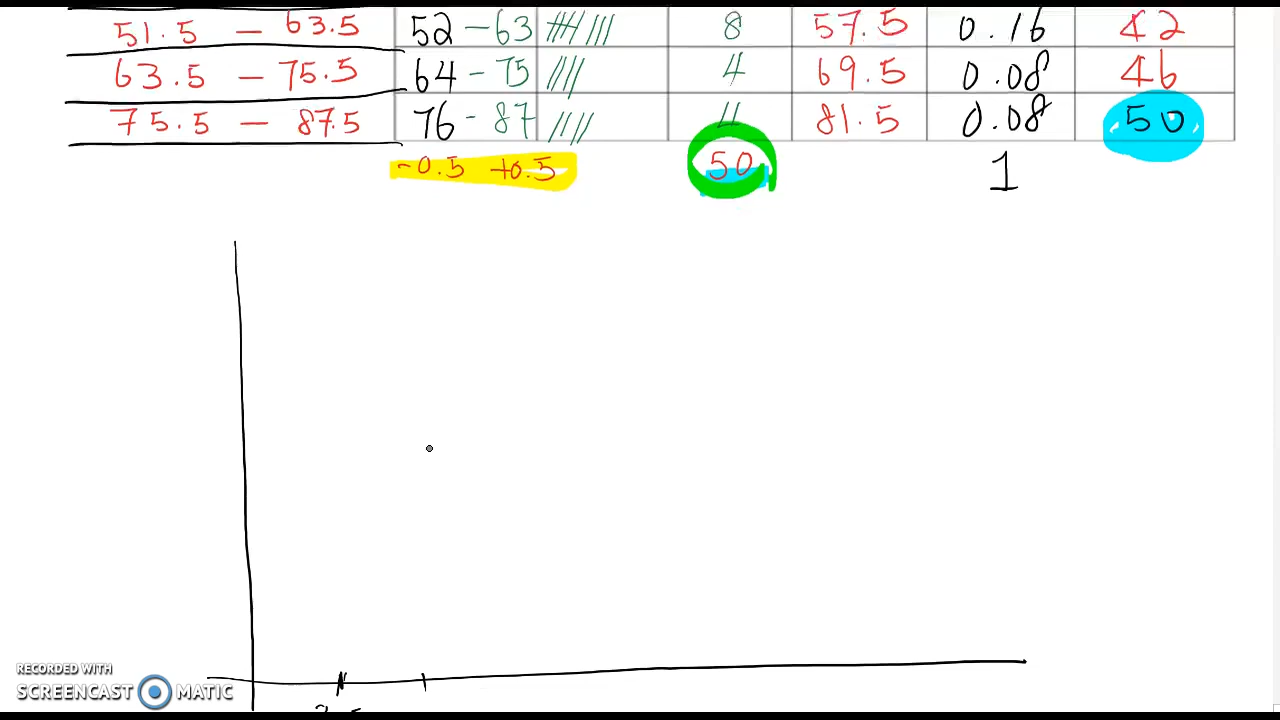 51.5 - 63.5 52 - 63 8 57.5 0.16 42
63.5 - 75.5 64 - 75 4 69.5 0.08 46
75.5 - 87.5 76 - 87 4 81.5 0.08 50
-0.5 +0.5 50 1
RECORDED WITH
SCREENCAST MATIC